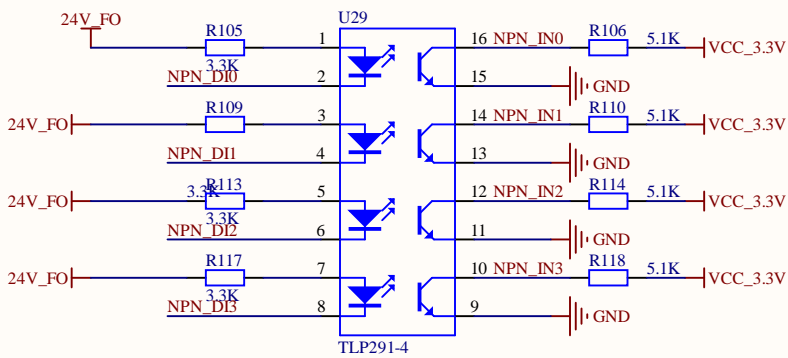 24V_FO
U29
R105
1
16
NPN_IN0
R106
5.1K
VCC_3.3V
3.3K
NPN_DI0
2
15
GND
24V_FO
R109
3
14
NPN_IN1
R110
5.1K
VCC_3.3V
NPN_DI1
4
13
GND
3.3K
24V_FO
R113
5
12
NPN_IN2
R114
5.1K
VCC_3.3V
3.3K
NPN_DI2
6
11
GND
24V_FO
R117
7
10
NPN_IN3
R118
5.1K
VCC_3.3V
3.3K
NPN_DI3
8
9
GND
TLP291-4